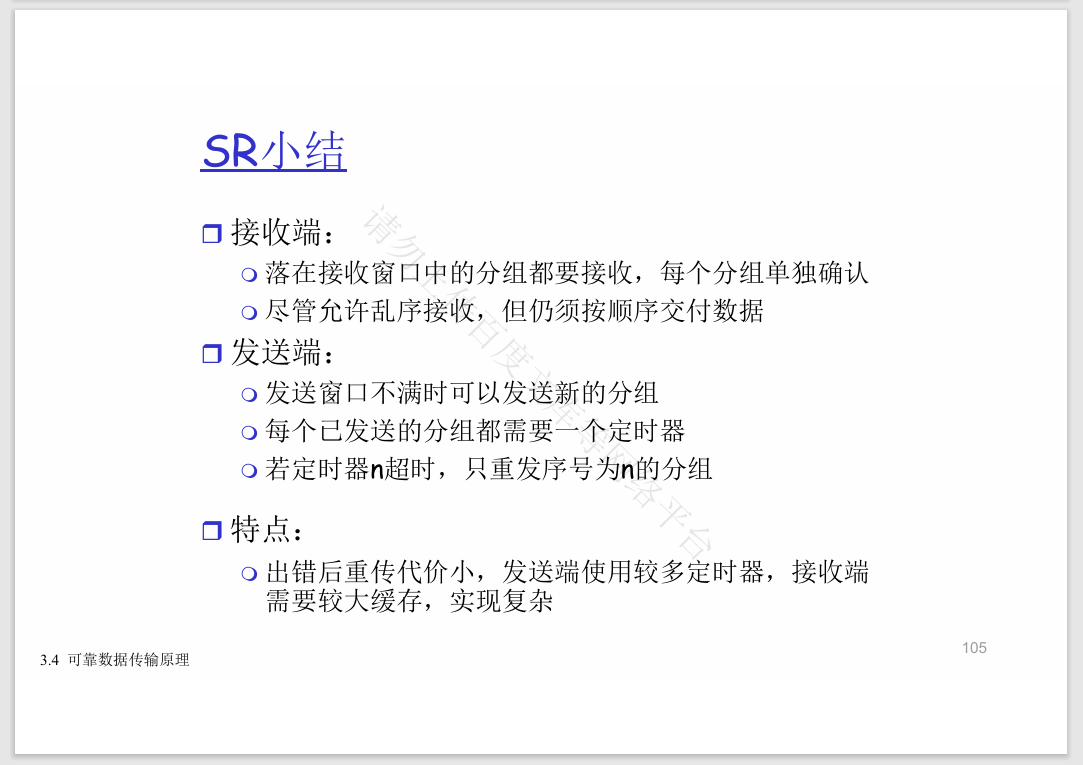 SR小结
接收端：
落在接收窗口中的分组都要接收，每个分组单独确认
尽管允许乱序接收，但仍须按顺序交付数据
发送端：
发送窗口不满时可以发送新的分组
每个已发送的分组都需要一个定时器
若定时器n超时，只重发序号为n的分组
特点：
出错后重传代价小，发送端使用较多定时器，接收端
需要较大缓存，实现复杂
3.4 可靠数据传输原理
105
请勿上传百度文库等网络平台